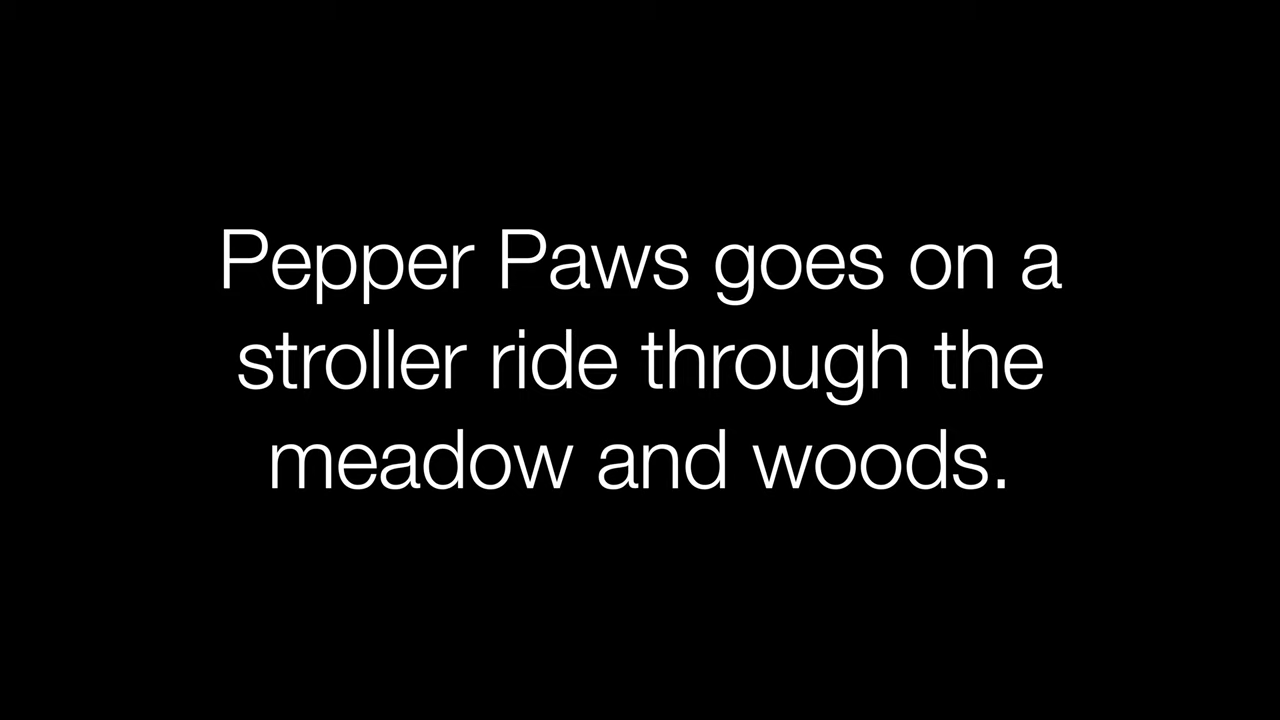 Pepper Paws goes on a
stroller ride through the
meadow and woods.